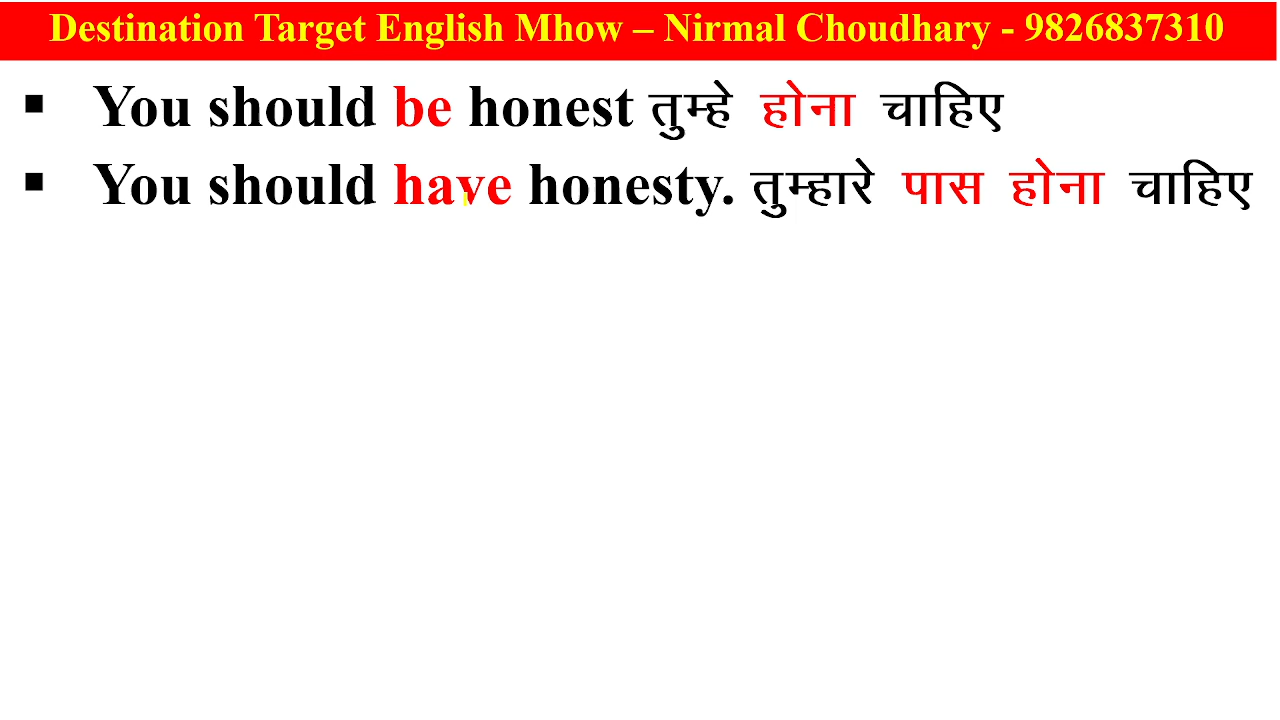 Destination Target English Mhow – Nirmal Choudhary - 9826837310
▪ You should be honest तुम्हे होना चाहिए
▪ You should have honesty. तुम्हारे पास होना चाहिए